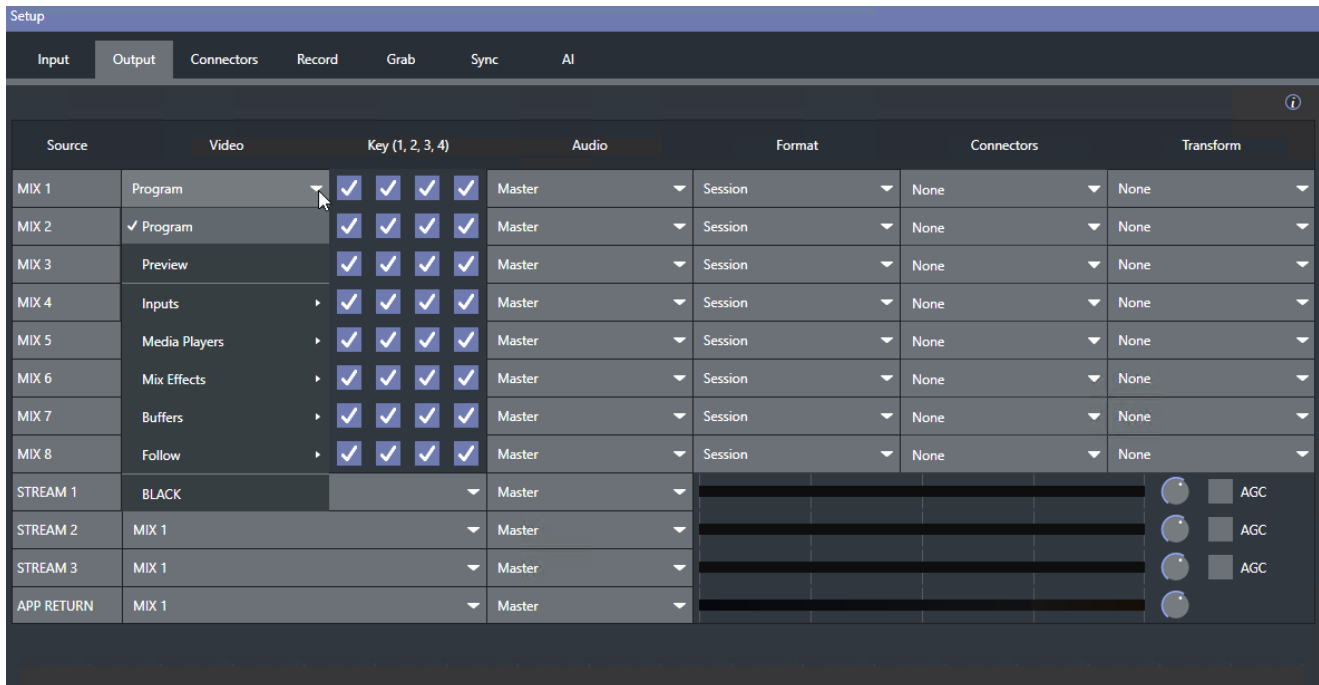 Setup
Input Output Connectors Record Grab Sync AI
i
Source Video Key (1, 2, 3, 4) Audio Format Connectors Transform
MIX 1 Program Master Session None None
MIX 2 Program Master Session None None
MIX 3 Preview Master Session None None
MIX 4 Inputs Master Session None None
MIX 5 Media Players Master Session None None
MIX 6 Mix Effects Master Session None None
MIX 7 Buffers Master Session None None
MIX 8 Follow Master Session None None
STREAM 1 BLACK Master AGC
STREAM 2 MIX 1 Master AGC
STREAM 3 MIX 1 Master AGC
APP RETURN MIX 1 Master